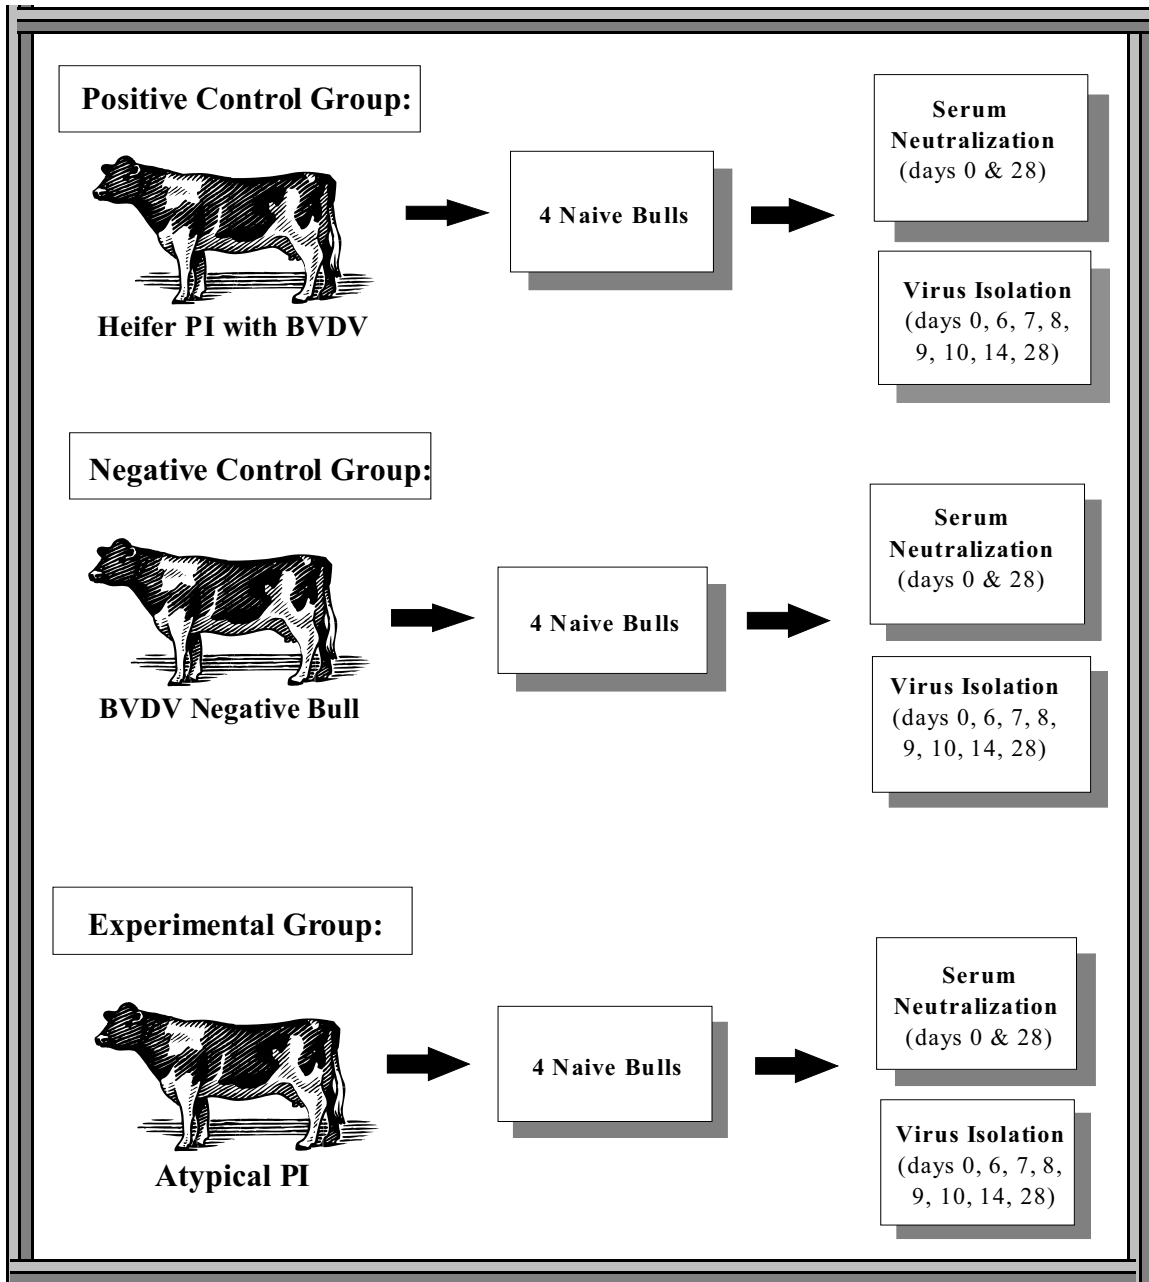 Positive Control Group:
Heifer PI with BVDV
4 Naive Bulls
Serum
Neutralization
(days 0 & 28)
Virus Isolation
(days 0, 6, 7, 8,
9, 10, 14, 28)
Negative Control Group:
BVDV Negative Bull
4 Naive Bulls
Serum
Neutralization
(days 0 & 28)
Virus Isolation
(days 0, 6, 7, 8,
9, 10, 14, 28)
Experimental Group:
Atypical PI
4 Naive Bulls
Serum
Neutralization
(days 0 & 28)
Virus Isolation
(days 0, 6, 7, 8,
9, 10, 14, 28)